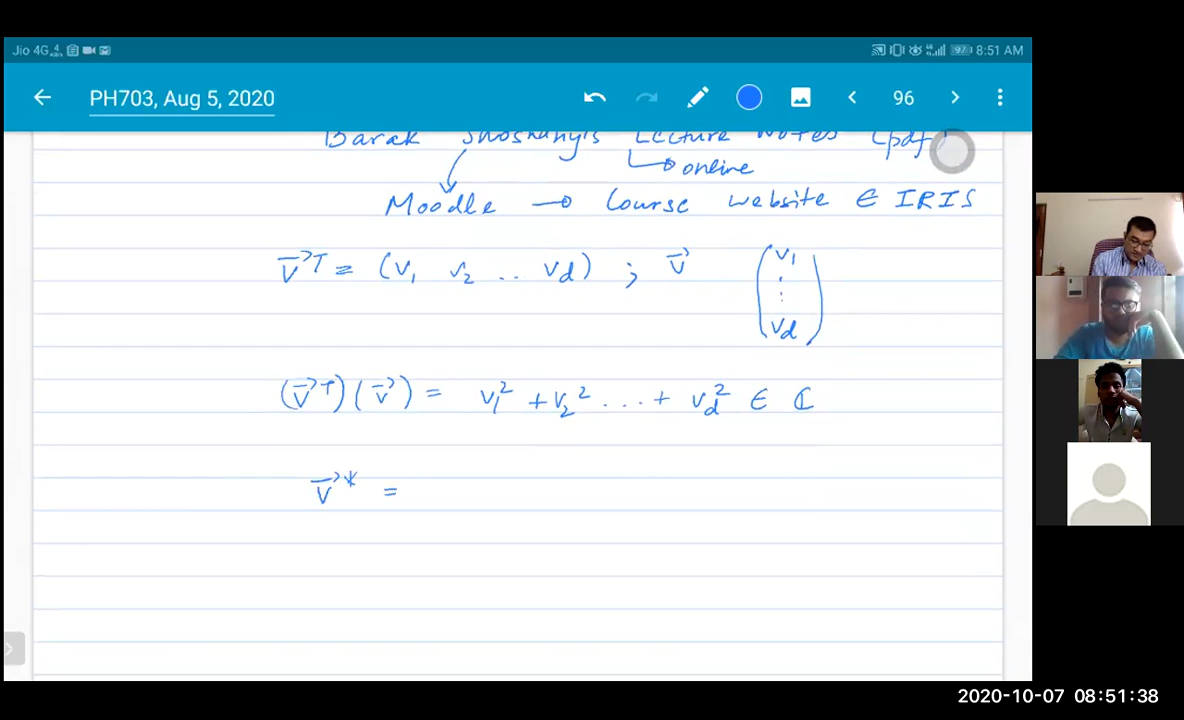 Jio 4G 97 8:51 AM
PH703, Aug 5, 2020 96
Barak Shoshany's Lecture Notes (pdf)
online
Moodle → Course website ∈ IRIS
v⃗ᵀ = (v₁ v₂ .. v_d) ; v⃗ (v₁ ⋮ v_d)
(v⃗ᵀ)(v⃗) = v₁² + v₂² ... + v_d² ∈ ℂ
v⃗* =
2020-10-07 08:51:38